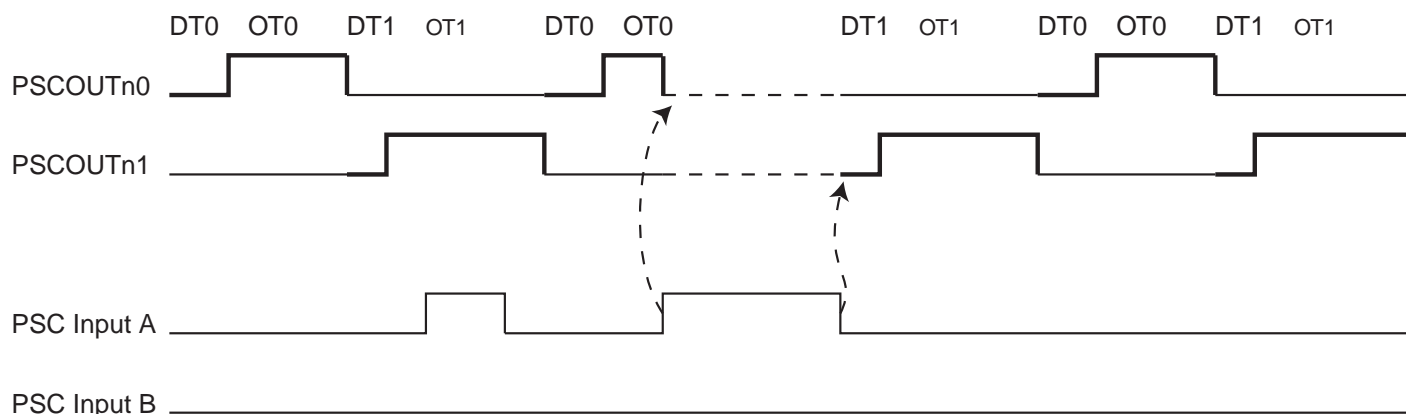 DT0 OT0 DT1 OT1 DT0 OT0 DT1 OT1 DT0 OT0 DT1 OT1
PSCOUTn0
PSCOUTn1
PSC Input A
PSC Input B